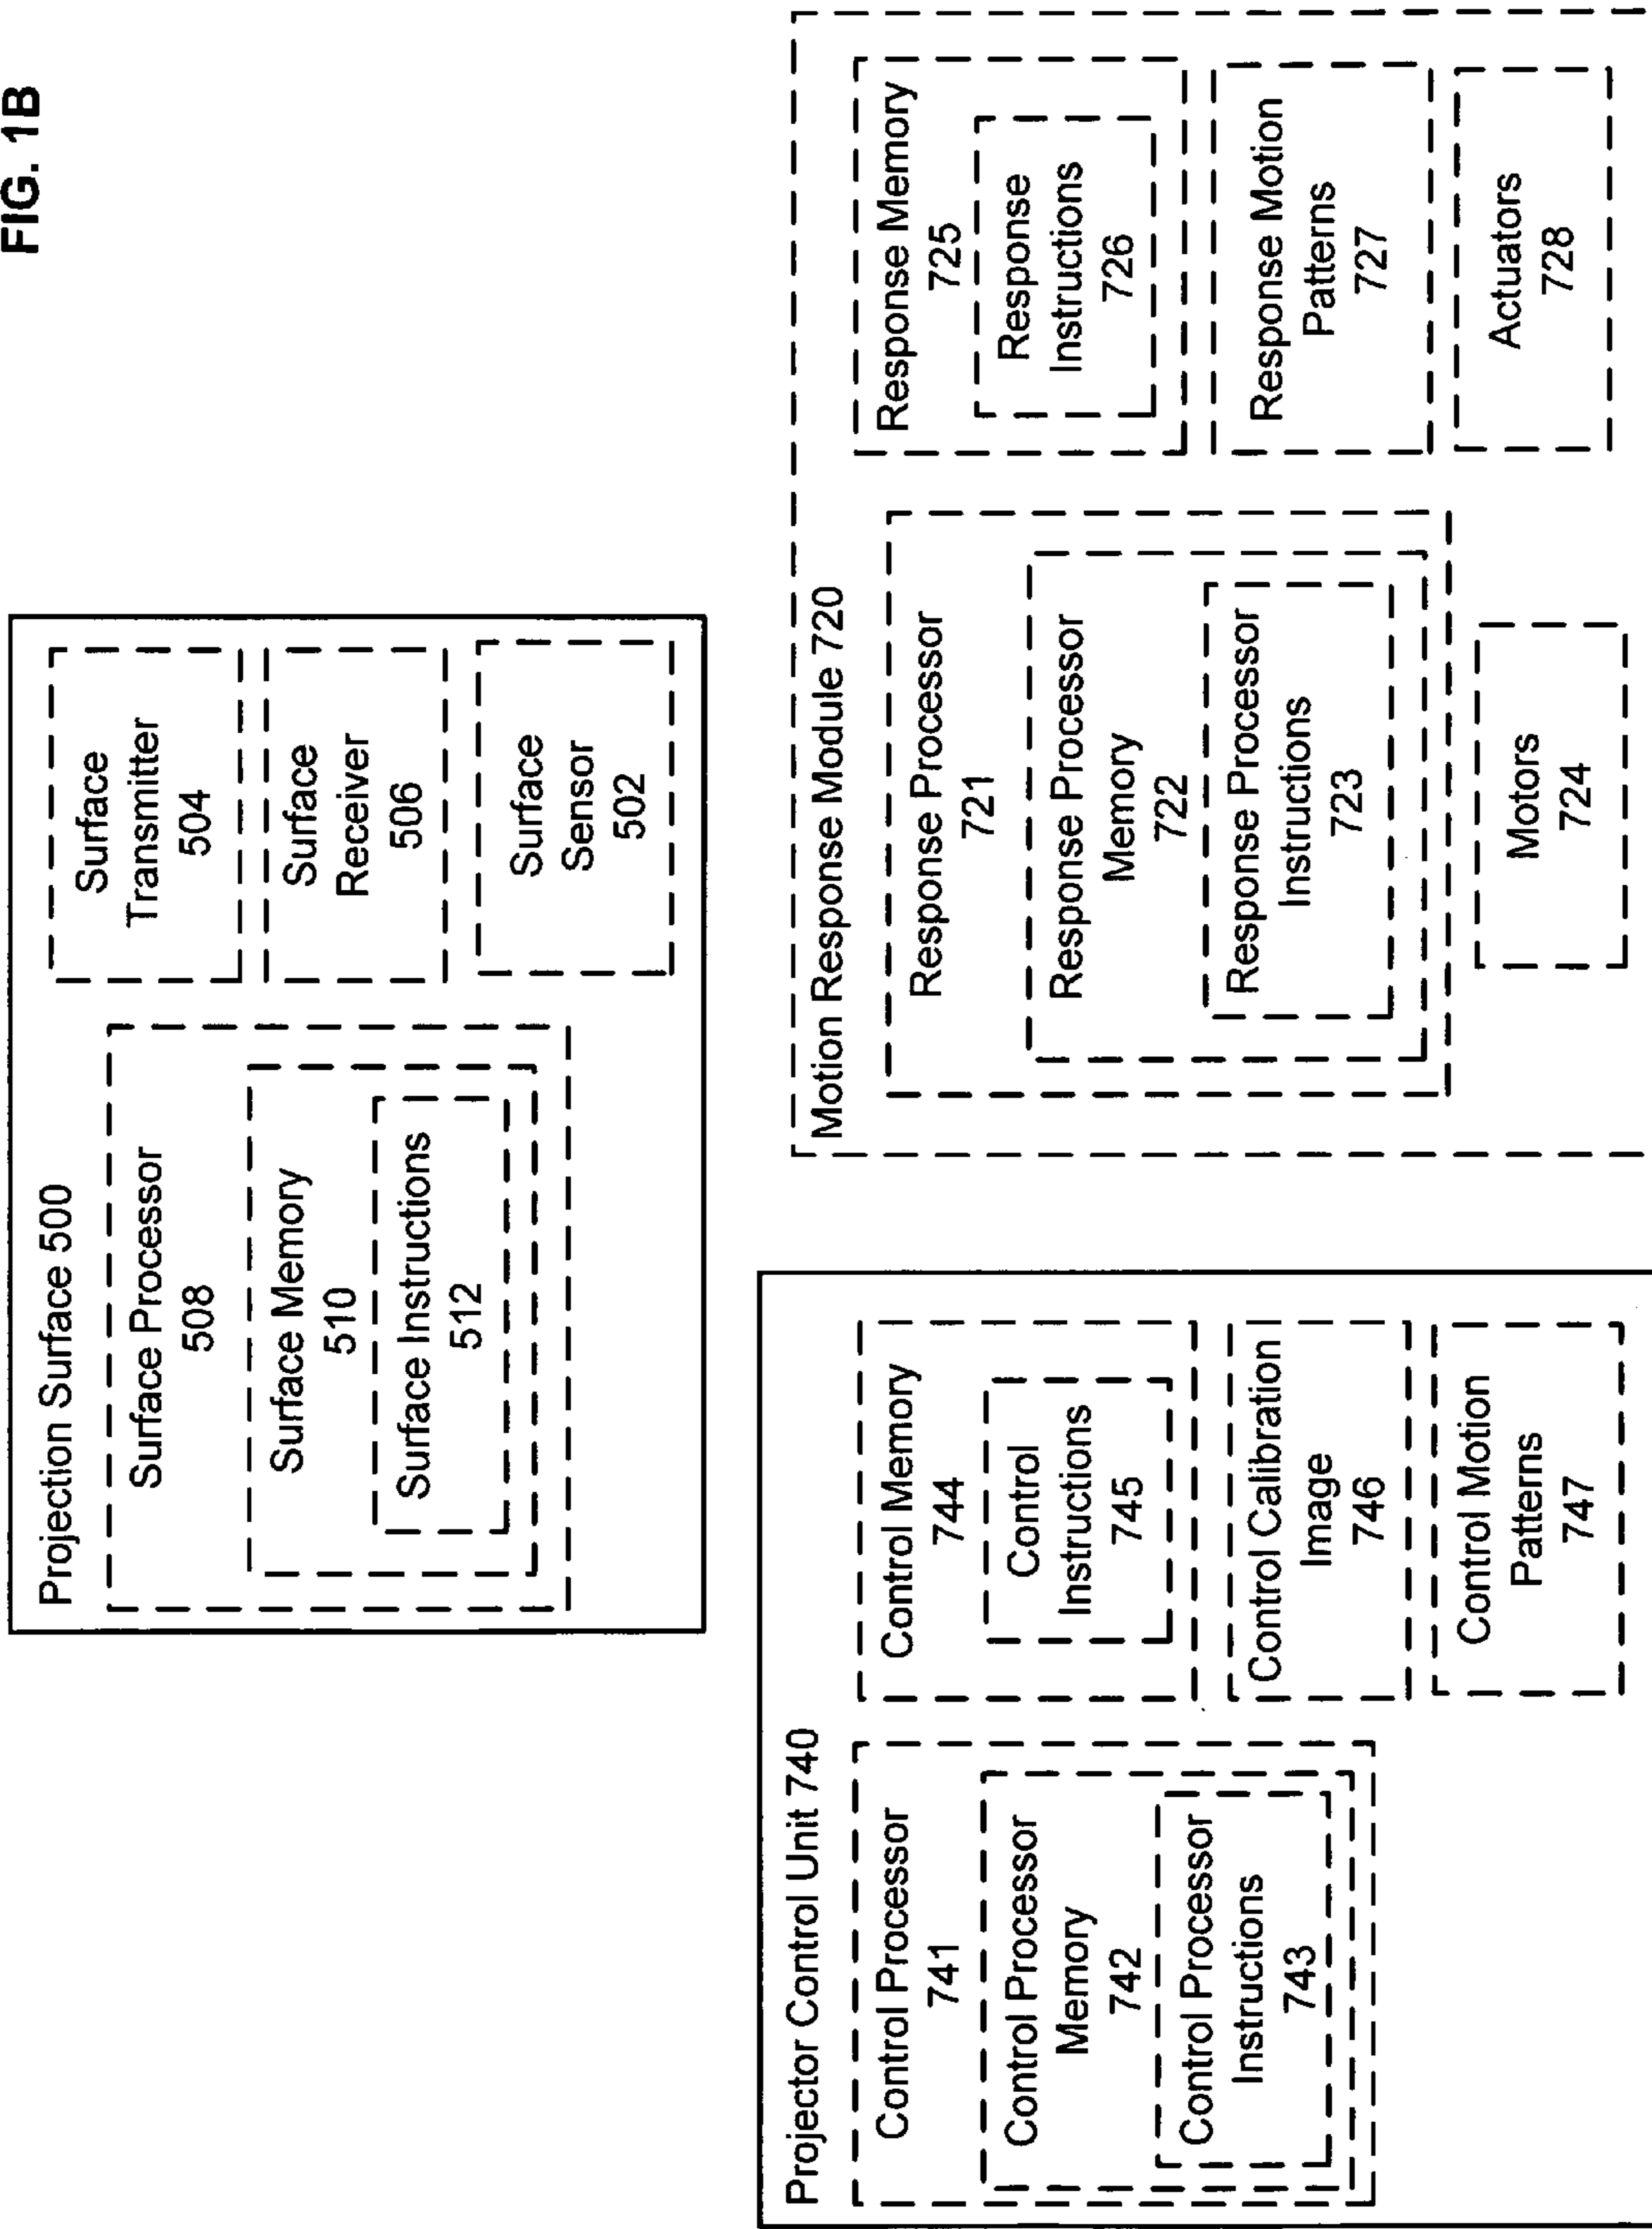 FIG. 1B
Projection Surface 500
Surface Processor
508
Surface Memory
510
Surface Instructions
512
Surface
Transmitter
504
Surface
Receiver
506
Surface
Sensor
502
Projector Control Unit 740
Control Processor
741
Control Processor
Memory
742
Control Processor
Instructions
743
Control Memory
744
Control
Instructions
745
Control Calibration
Image
746
Control Motion
Patterns
747
Motion Response Module 720
Response Processor
721
Response Processor
Memory
722
Response Processor
Instructions
723
Motors
724
Response Memory
725
Response
Instructions
726
Response Motion
Patterns
727
Actuators
728